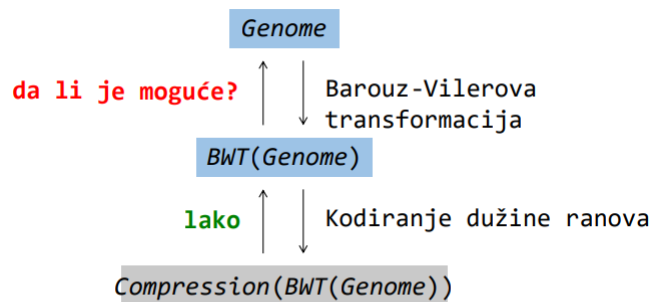 Genome
da li je moguće?
Barouz-Vilerova
transformacija
BWT(Genome)
lako
Kodiranje dužine ranova
Compression(BWT(Genome))